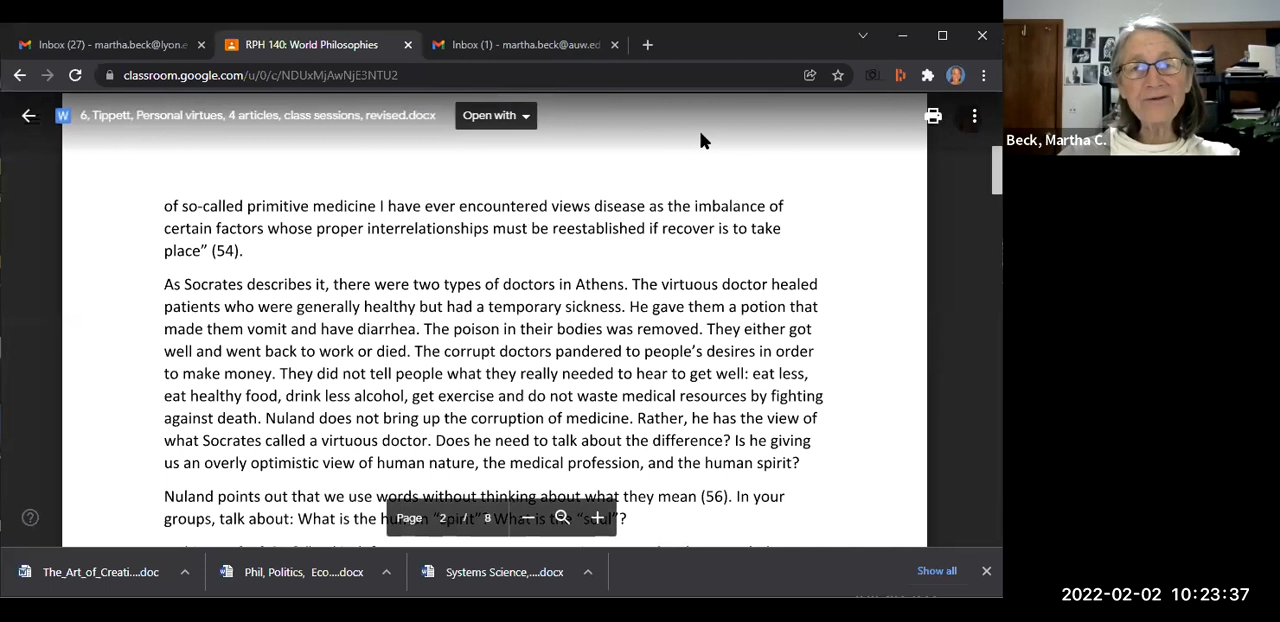 Inbox (27) - martha.beck@lyon.e
RPH 140: World Philosophies
Inbox (1) - martha.beck@auw.ed
classroom.google.com/u/0/c/NDUxMjAwNjE3NTU2
6, Tippett, Personal virtues, 4 articles, class sessions, revised.docx
Open with
Beck, Martha C.
of so-called primitive medicine I have ever encountered views disease as the imbalance of
certain factors whose proper interrelationships must be reestablished if recover is to take
place” (54).
As Socrates describes it, there were two types of doctors in Athens. The virtuous doctor healed
patients who were generally healthy but had a temporary sickness. He gave them a potion that
made them vomit and have diarrhea. The poison in their bodies was removed. They either got
well and went back to work or died. The corrupt doctors pandered to people’s desires in order
to make money. They did not tell people what they really needed to hear to get well: eat less,
eat healthy food, drink less alcohol, get exercise and do not waste medical resources by fighting
against death. Nuland does not bring up the corruption of medicine. Rather, he has the view of
what Socrates called a virtuous doctor. Does he need to talk about the difference? Is he giving
us an overly optimistic view of human nature, the medical profession, and the human spirit?
Nuland points out that we use words without thinking about what they mean (56). In your
groups, talk about: What is the human “spirit”? What is the “soul”?
Page 2 / 8
The_Art_of_Creati....doc
Phil, Politics, Eco....docx
Systems Science,....docx
Show all
2022-02-02 10:23:37